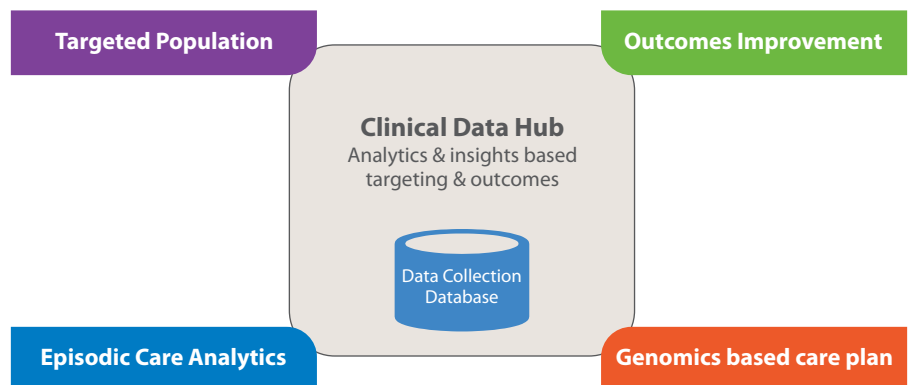 Targeted Population
Outcomes Improvement
Clinical Data Hub
Analytics & insights based
targeting & outcomes
Data Collection
Database
Episodic Care Analytics
Genomics based care plan